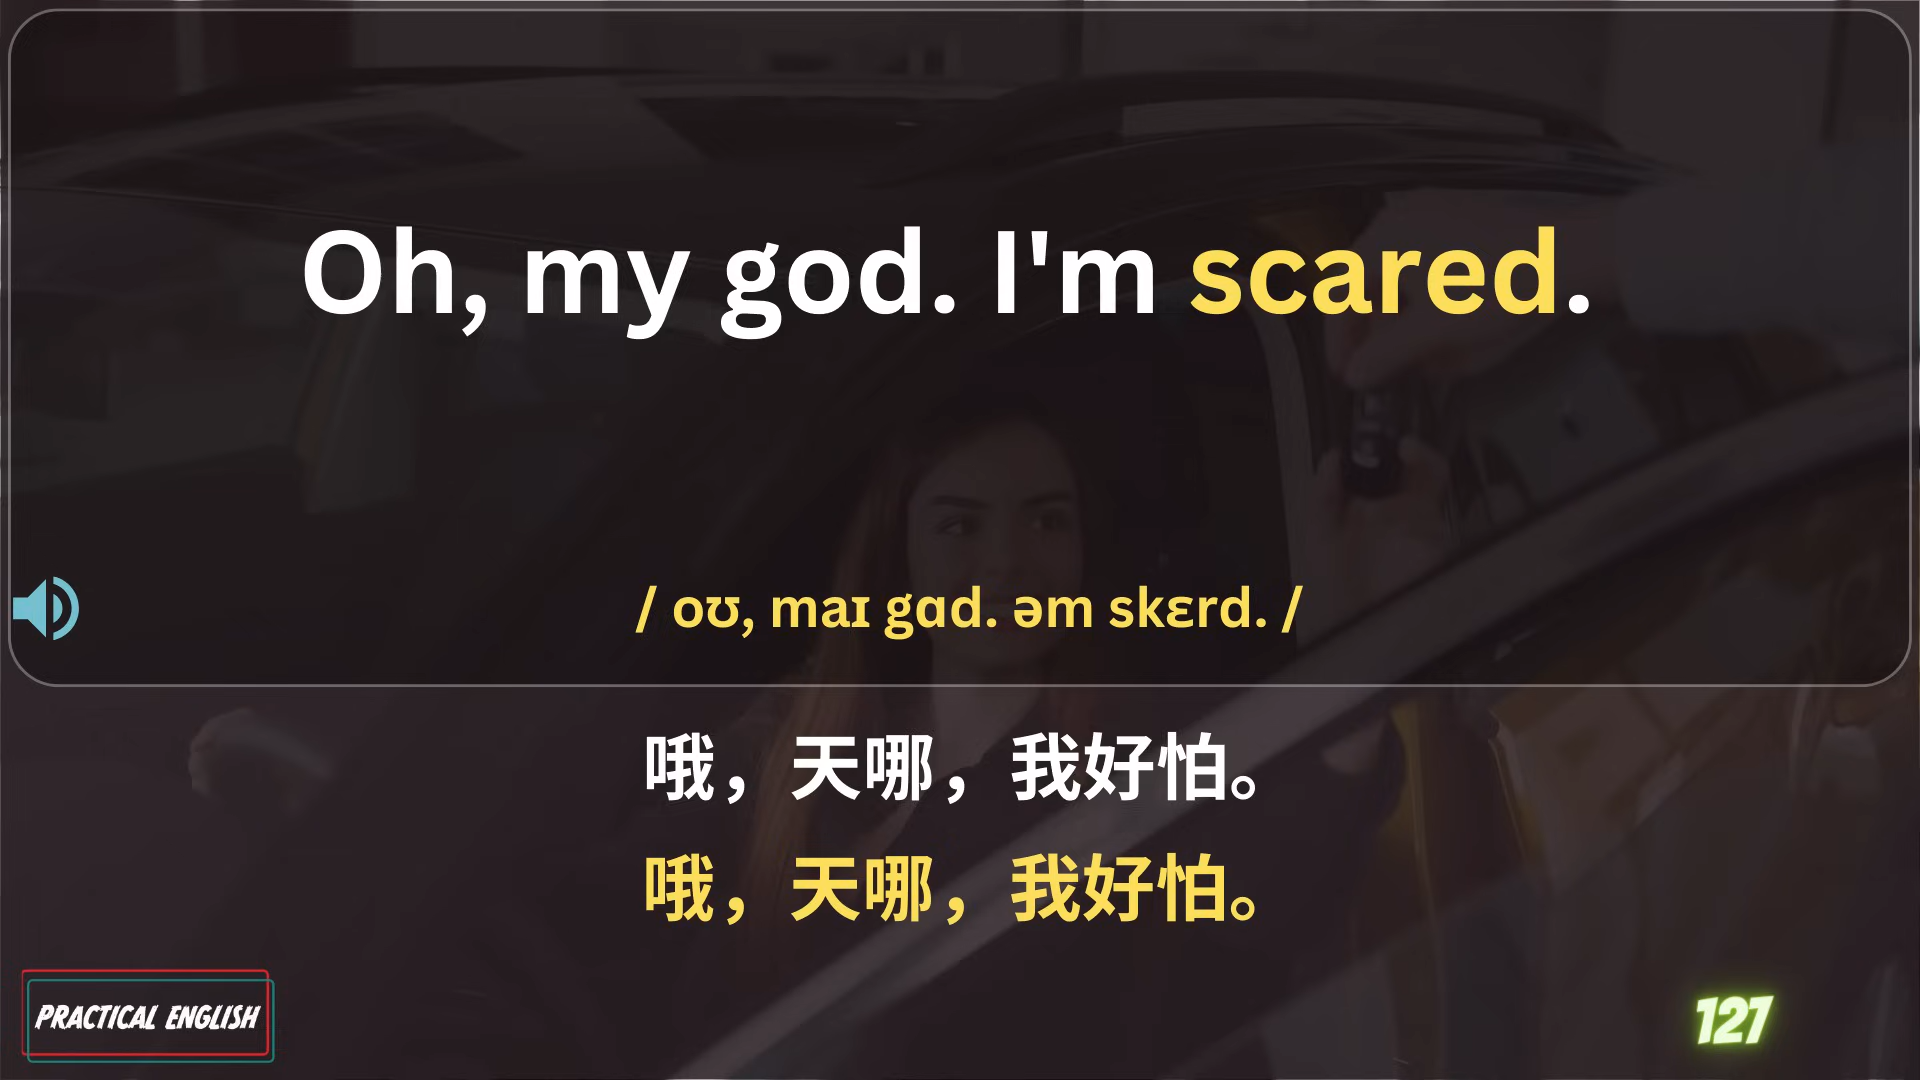 Oh, my god. I'm scared.
/ oʊ, maɪ gɑd. əm skɛrd. /
哦，天哪，我好怕。
哦，天哪，我好怕。
PRACTICAL ENGLISH
127